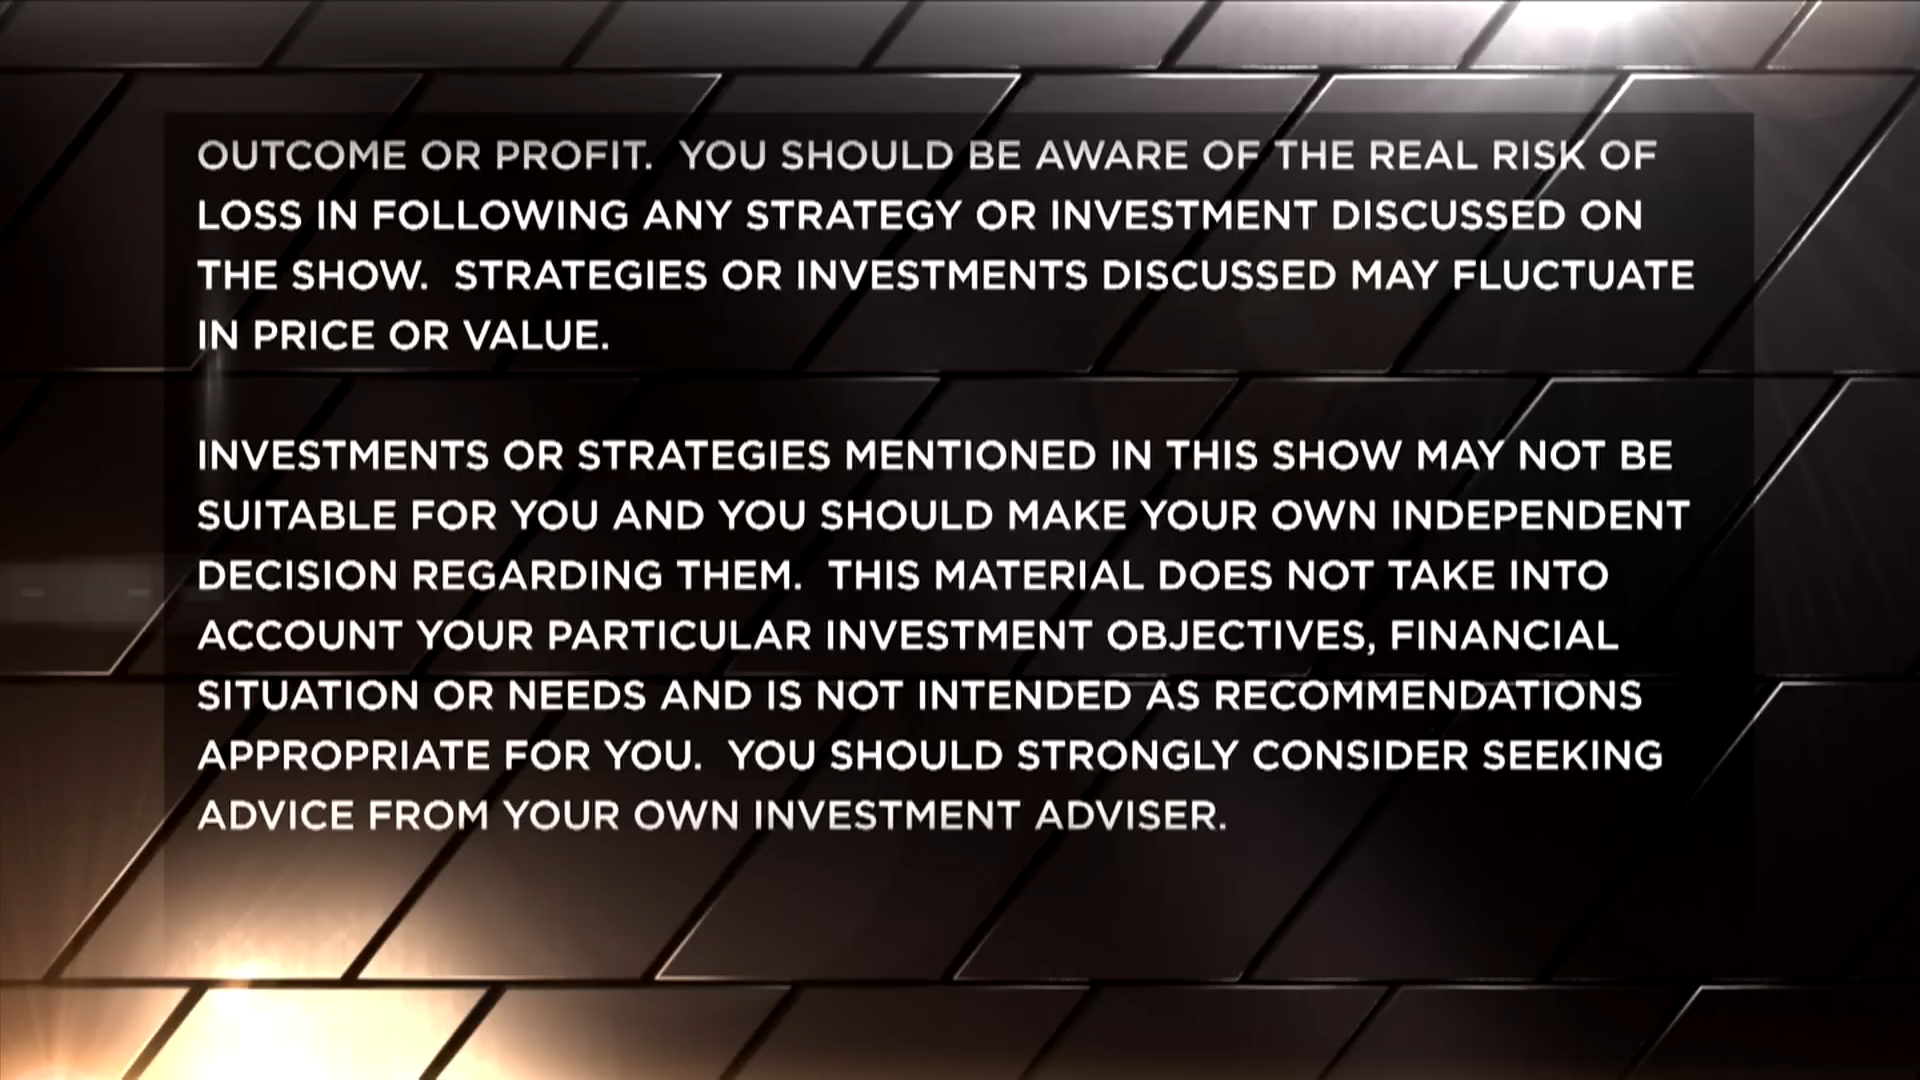 OUTCOME OR PROFIT.  YOU SHOULD BE AWARE OF THE REAL RISK OF
LOSS IN FOLLOWING ANY STRATEGY OR INVESTMENT DISCUSSED ON
THE SHOW.  STRATEGIES OR INVESTMENTS DISCUSSED MAY FLUCTUATE
IN PRICE OR VALUE.
INVESTMENTS OR STRATEGIES MENTIONED IN THIS SHOW MAY NOT BE
SUITABLE FOR YOU AND YOU SHOULD MAKE YOUR OWN INDEPENDENT
DECISION REGARDING THEM.  THIS MATERIAL DOES NOT TAKE INTO
ACCOUNT YOUR PARTICULAR INVESTMENT OBJECTIVES, FINANCIAL
SITUATION OR NEEDS AND IS NOT INTENDED AS RECOMMENDATIONS
APPROPRIATE FOR YOU.  YOU SHOULD STRONGLY CONSIDER SEEKING
ADVICE FROM YOUR OWN INVESTMENT ADVISER.